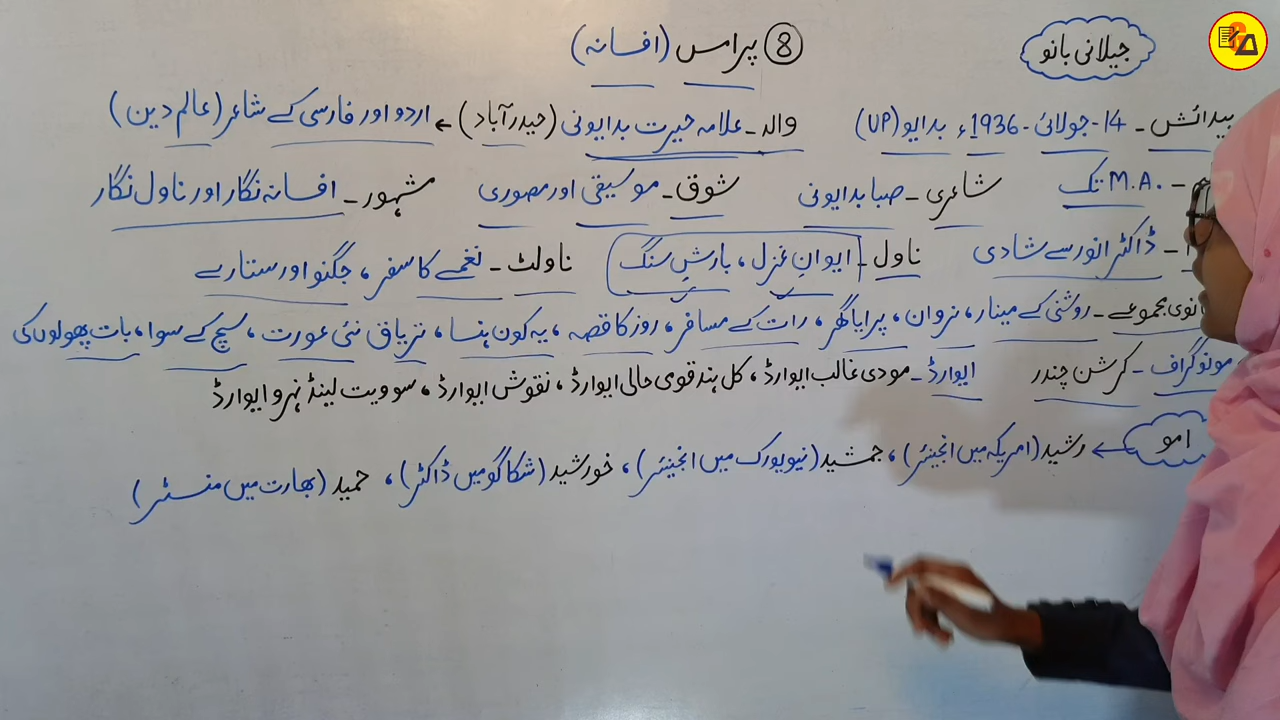 جیلانی بانو
⑧ پرامس (افسانہ)
پیدائش ۔ 14 - جولائی - 1936ء بدایو (UP) والد ۔ علامہ حیرت بدایونی (حیدرآباد) ← اردو اور فارسی کے شاعر (عالم دین)
۔ M.A. تک شاعری ۔ صبا بدایونی شوق ۔ موسیقی اور مصوری مشہور ۔ افسانہ نگار اور ناول نگار
۔ ڈاکٹر انور سے شادی ناول ۔ ایوانِ غزل، بارشِ سنگ ناولٹ ۔ نغمے کا سفر، جگنو اور ستارے
مجموعے ۔ روشنی کے مینار، نروان، پرایا گھر، رات کے مسافر، روز کا قصہ، یہ کون ہنسا، تریاق، نئی عورت، سچ کے سوا، بات پھولوں کی
مونوگراف ۔ کرشن چندر ایوارڈ ۔ مودی غالب ایوارڈ، کل ہند قومی حالی ایوارڈ، نقوش ایوارڈ، سوویت لینڈ نہرو ایوارڈ
امو ← رشید (امریکہ میں انجینئر)، جمشید (نیویورک میں انجینئر)، خورشید (شکاگو میں ڈاکٹر)، حمید (بھارت میں منسٹر)